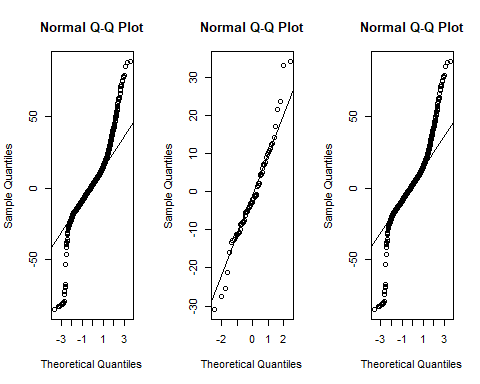 Normal Q-Q Plot
50
0
-50
Sample Quantiles
-3 -1 1 3
Theoretical Quantiles
Normal Q-Q Plot
30
20
10
0
-10
-20
-30
Sample Quantiles
-2 0 1 2
Theoretical Quantiles
Normal Q-Q Plot
50
0
-50
Sample Quantiles
-3 -1 1 3
Theoretical Quantiles